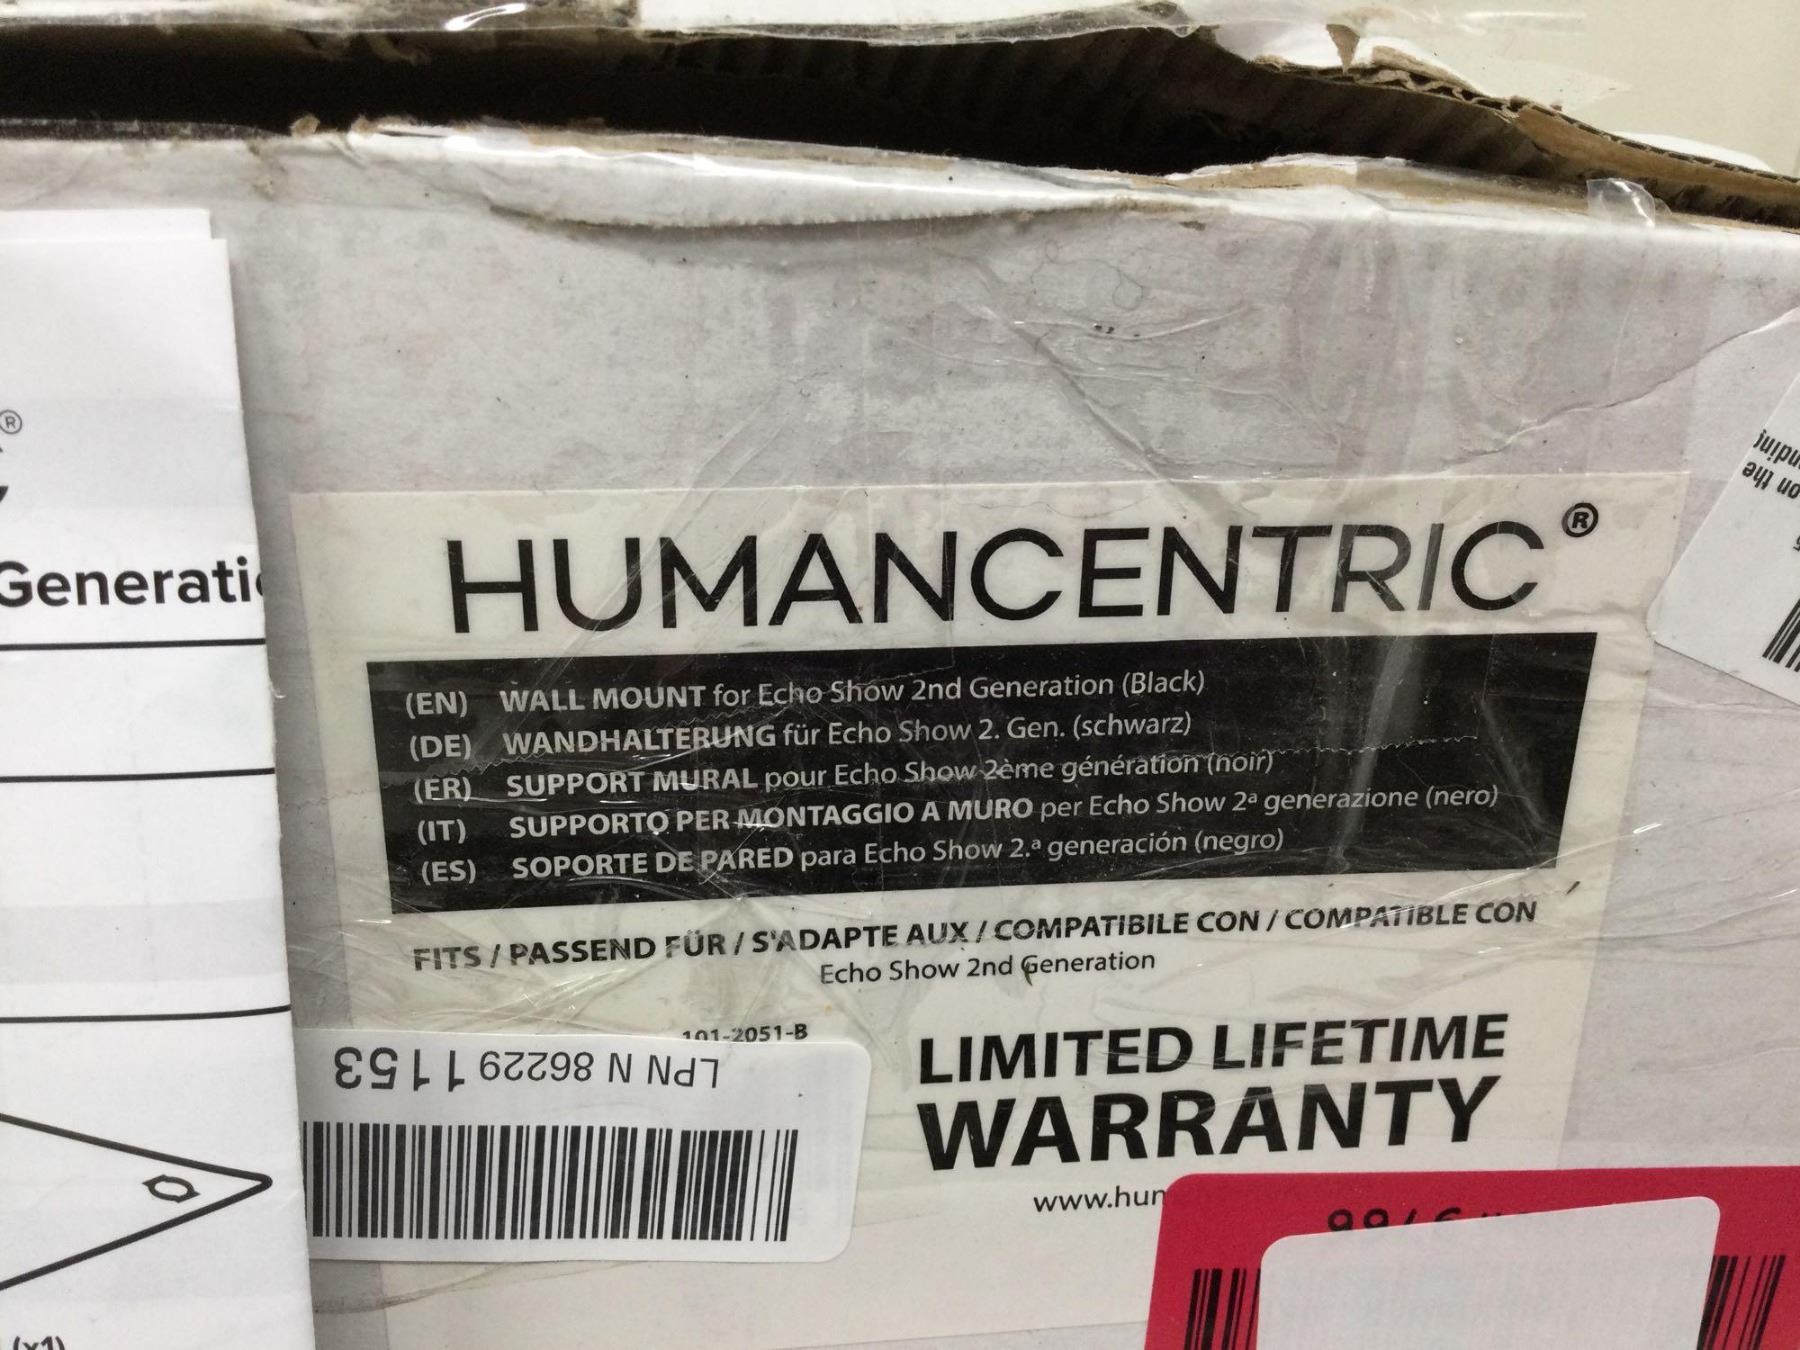 HUMANCENTRIC®
(EN) WALL MOUNT for Echo Show 2nd Generation (Black)
(DE) WANDHALTERUNG für Echo Show 2. Gen. (schwarz)
(FR) SUPPORT MURAL pour Echo Show 2ème génération (noir)
(IT) SUPPORTO PER MONTAGGIO A MURO per Echo Show 2ª generazione (nero)
(ES) SOPORTE DE PARED para Echo Show 2.ª generación (negro)
FITS / PASSEND FÜR / S'ADAPTE AUX / COMPATIBILE CON / COMPATIBLE CON
Echo Show 2nd Generation
101-2051-B
LIMITED LIFETIME
WARRANTY
www.hum
LPN N 86229 1153
®
Generati
(x1)
on the